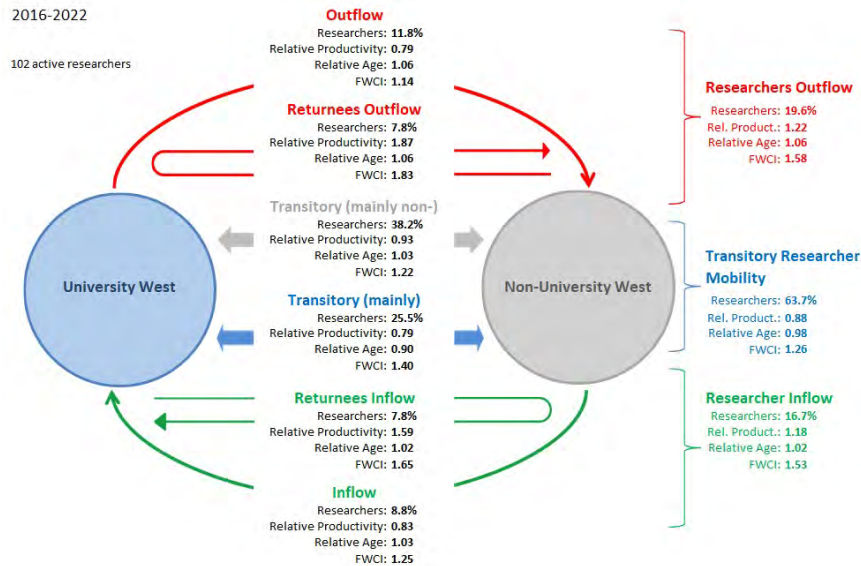 2016-2022
102 active researchers
Outflow
Researchers: 11.8%
Relative Productivity: 0.79
Relative Age: 1.06
FWCI: 1.14
Returnees Outflow
Researchers: 7.8%
Relative Productivity: 1.87
Relative Age: 1.06
FWCI: 1.83
Transitory (mainly non-)
Researchers: 38.2%
Relative Productivity: 0.93
Relative Age: 1.03
FWCI: 1.22
University West
Non-University West
Transitory (mainly)
Researchers: 25.5%
Relative Productivity: 0.79
Relative Age: 0.90
FWCI: 1.40
Returnees Inflow
Researchers: 7.8%
Relative Productivity: 1.59
Relative Age: 1.02
FWCI: 1.65
Inflow
Researchers: 8.8%
Relative Productivity: 0.83
Relative Age: 1.03
FWCI: 1.25
Researchers Outflow
Researchers: 19.6%
Rel. Product.: 1.22
Relative Age: 1.06
FWCI: 1.58
Transitory Researcher
Mobility
Researchers: 63.7%
Rel. Product.: 0.88
Relative Age: 0.98
FWCI: 1.26
Researcher Inflow
Researchers: 16.7%
Rel. Product.: 1.18
Relative Age: 1.02
FWCI: 1.53